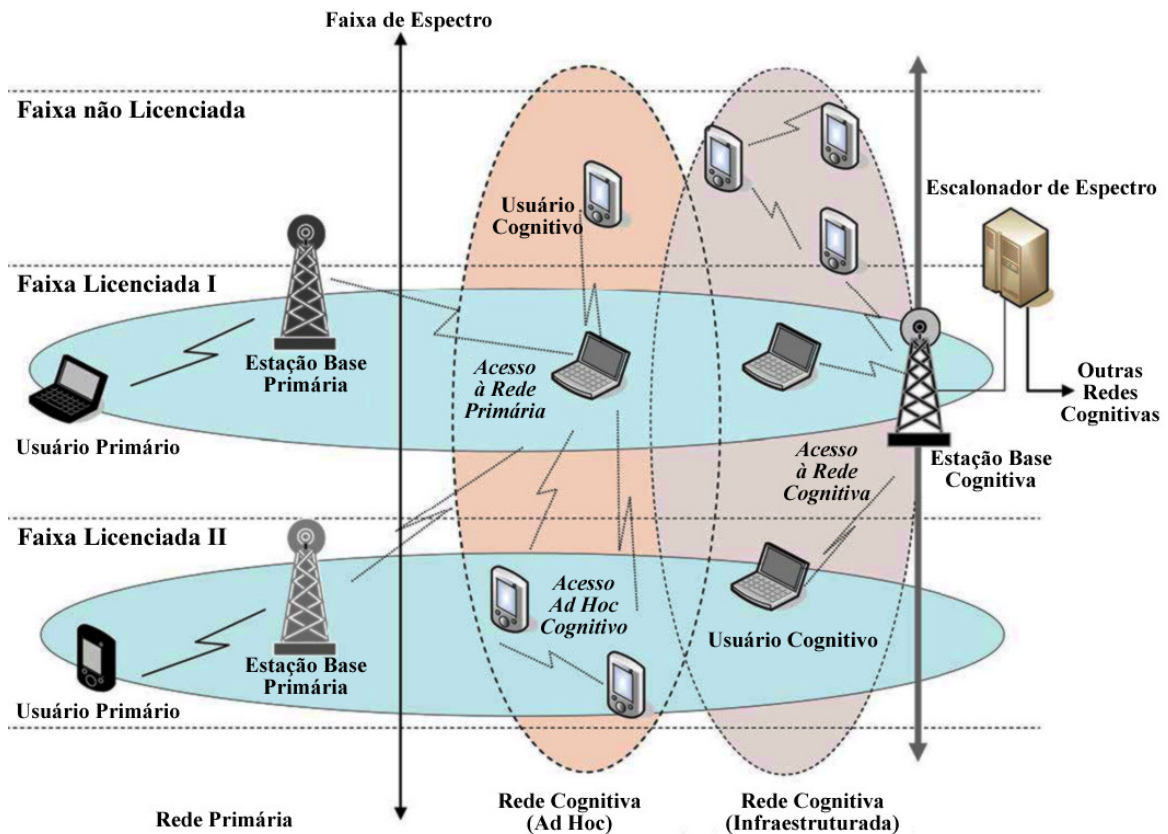 Faixa de Espectro
Faixa não Licenciada
Usuário
Cognitivo
Escalonador de Espectro
Faixa Licenciada I
Estação Base
Primária
Acesso
à Rede
Primária
Outras
Redes
Cognitivas
Usuário Primário
Acesso
à Rede
Cognitiva
Estação Base
Cognitiva
Faixa Licenciada II
Acesso
Ad Hoc
Cognitivo
Usuário Cognitivo
Estação Base
Primária
Usuário Primário
Rede Primária
Rede Cognitiva
(Ad Hoc)
Rede Cognitiva
(Infraestruturada)